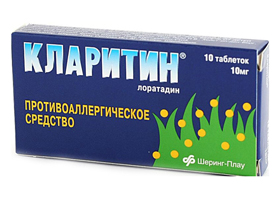 КЛАРИТИН®
10 таблеток
10мг
лоратадин
ПРОТИВОАЛЛЕРГИЧЕСКОЕ
СРЕДСТВО
Шеринг-Плау